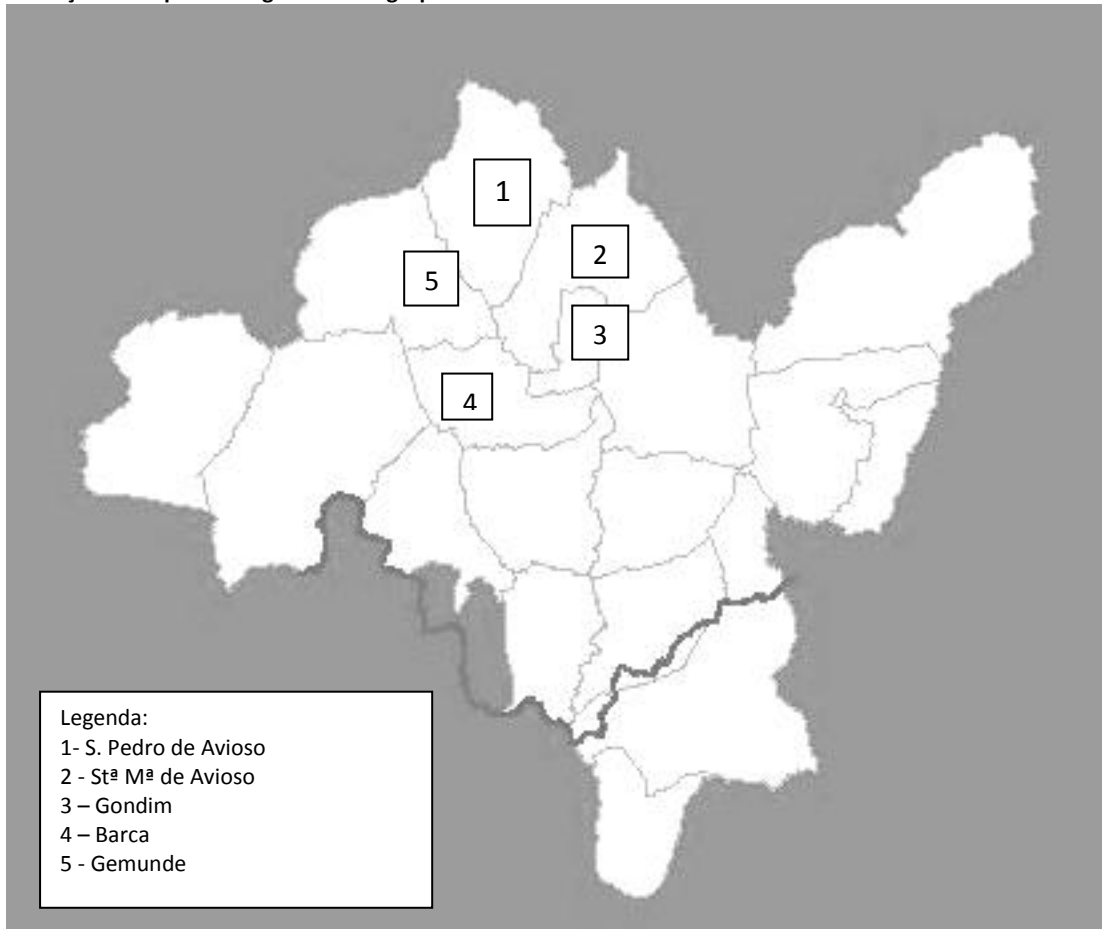 1
2
5
3
4
Legenda:
1- S. Pedro de Avioso
2 - Stª Mª de Avioso
3 – Gondim
4 – Barca
5 - Gemunde